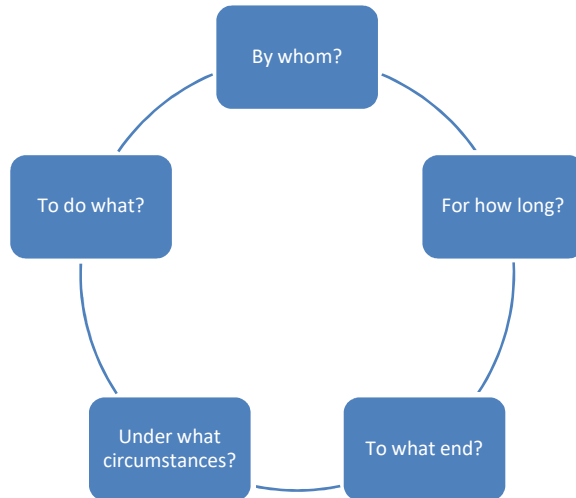 By whom?
For how long?
To what end?
Under what
circumstances?
To do what?